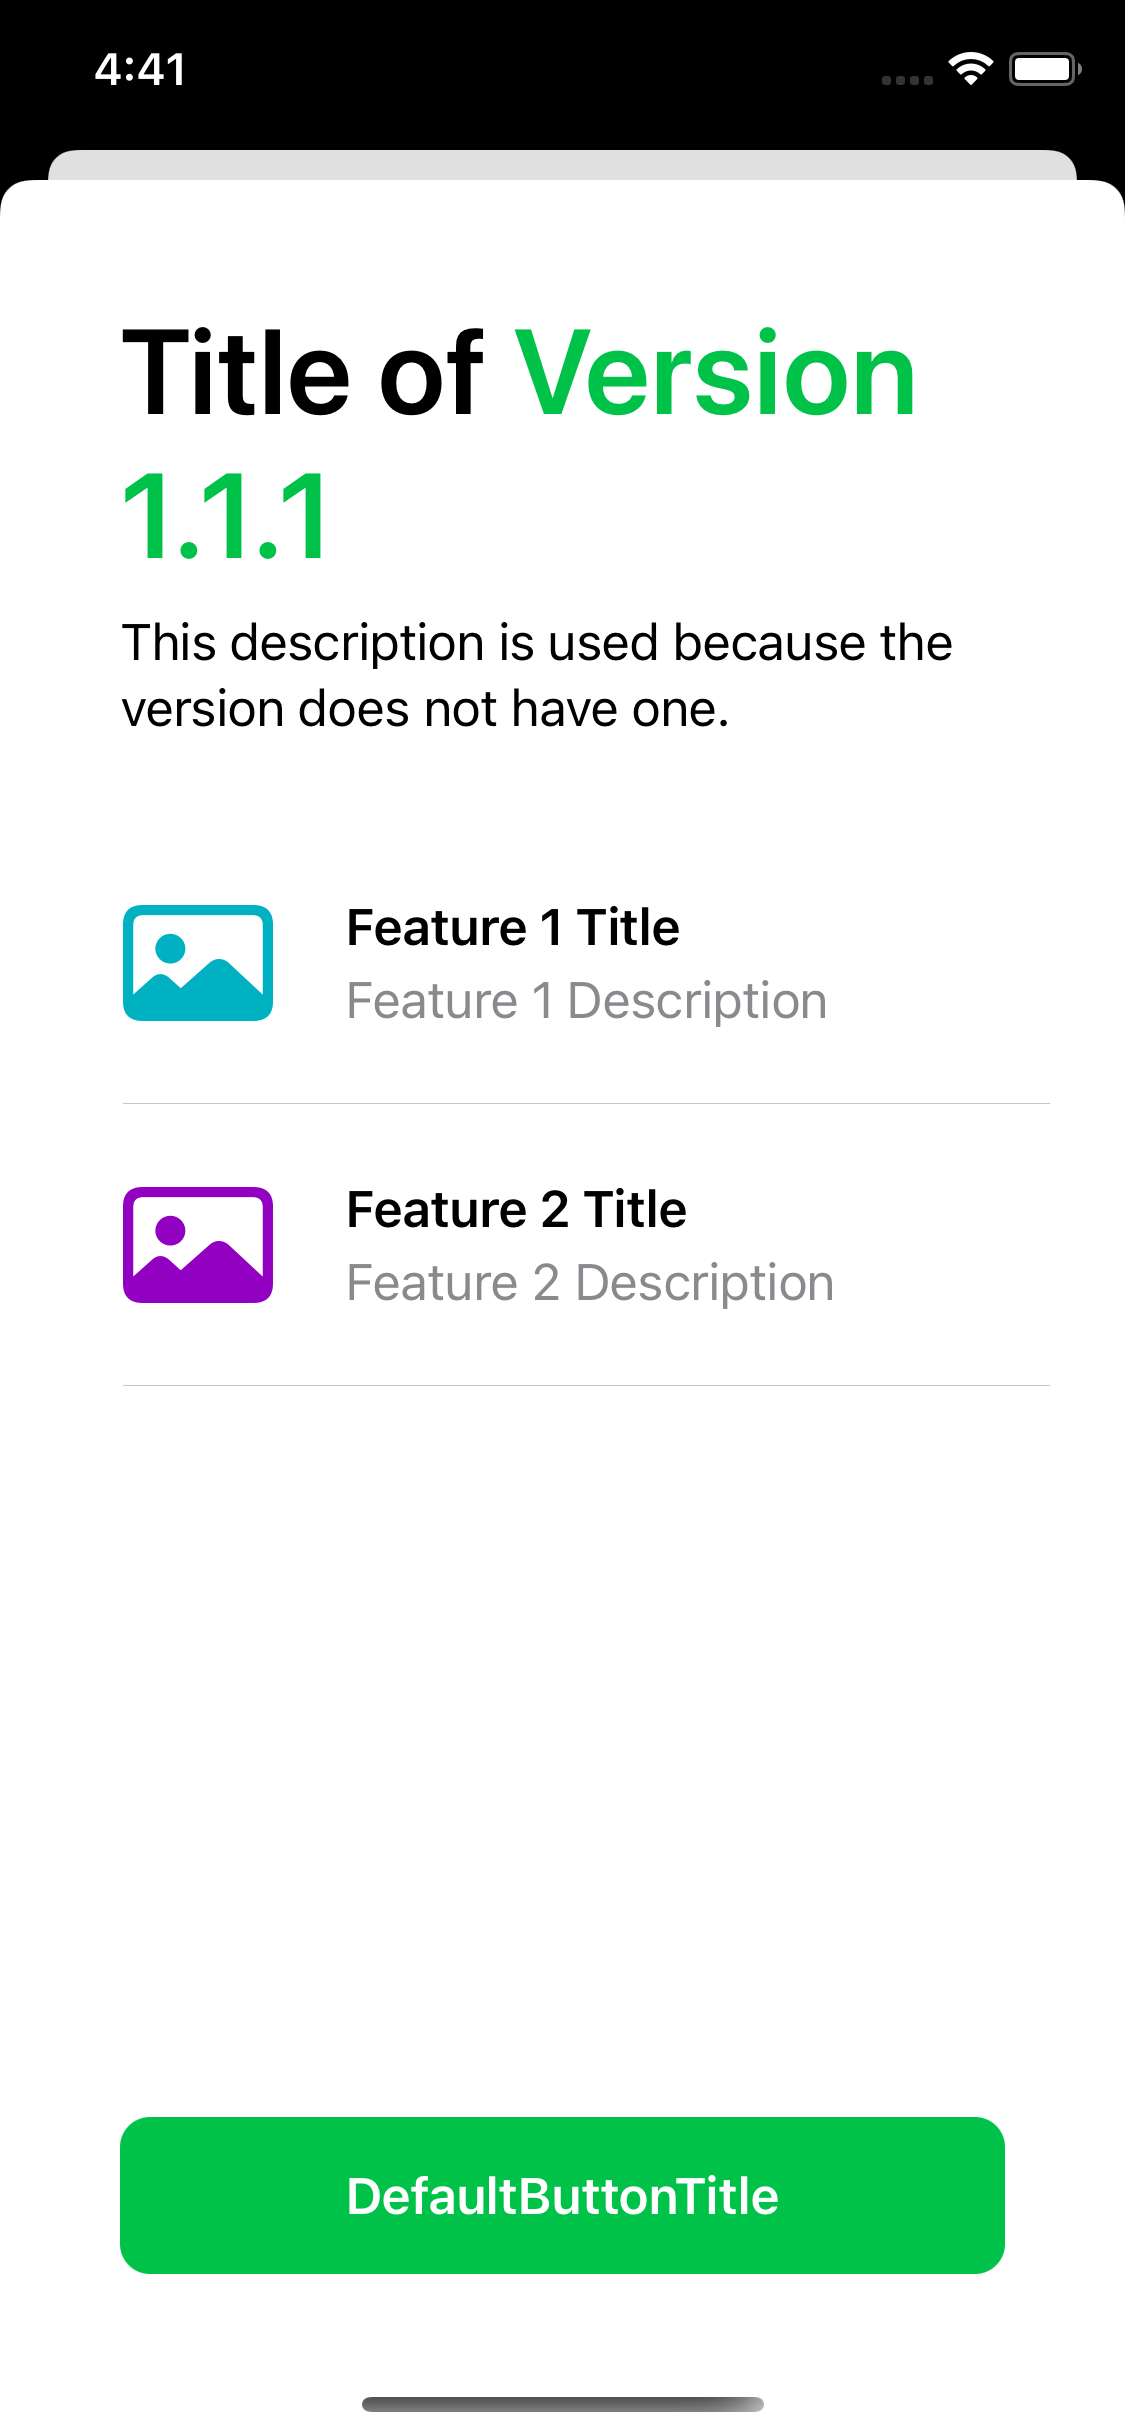 4:41
Title of Version
1.1.1
This description is used because the
version does not have one.
Feature 1 Title
Feature 1 Description
Feature 2 Title
Feature 2 Description
DefaultButtonTitle